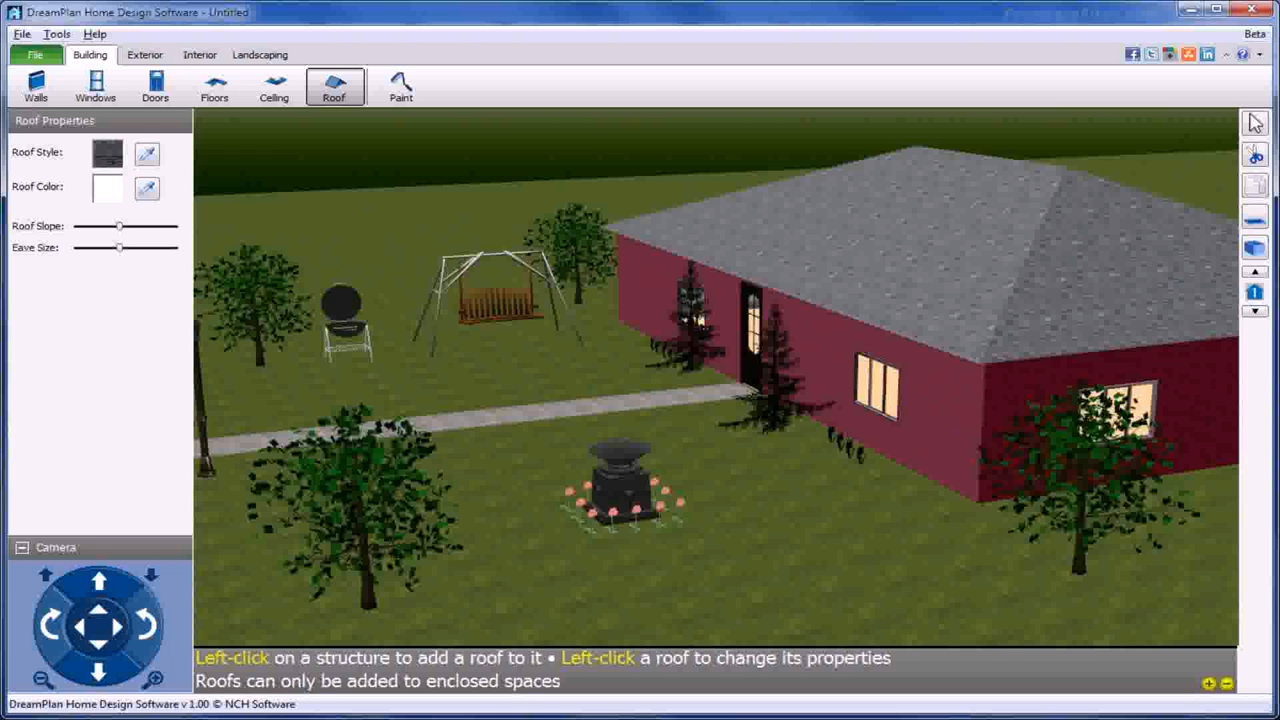 DreamPlan Home Design Software - Untitled
File Tools Help Beta
File Building Exterior Interior Landscaping
Walls Windows Doors Floors Ceiling Roof Paint
Roof Properties
Roof Style:
Roof Color:
Roof Slope:
Eave Size:
Camera
Left-click on a structure to add a roof to it • Left-click a roof to change its properties
Roofs can only be added to enclosed spaces
DreamPlan Home Design Software v 1.00 © NCH Software